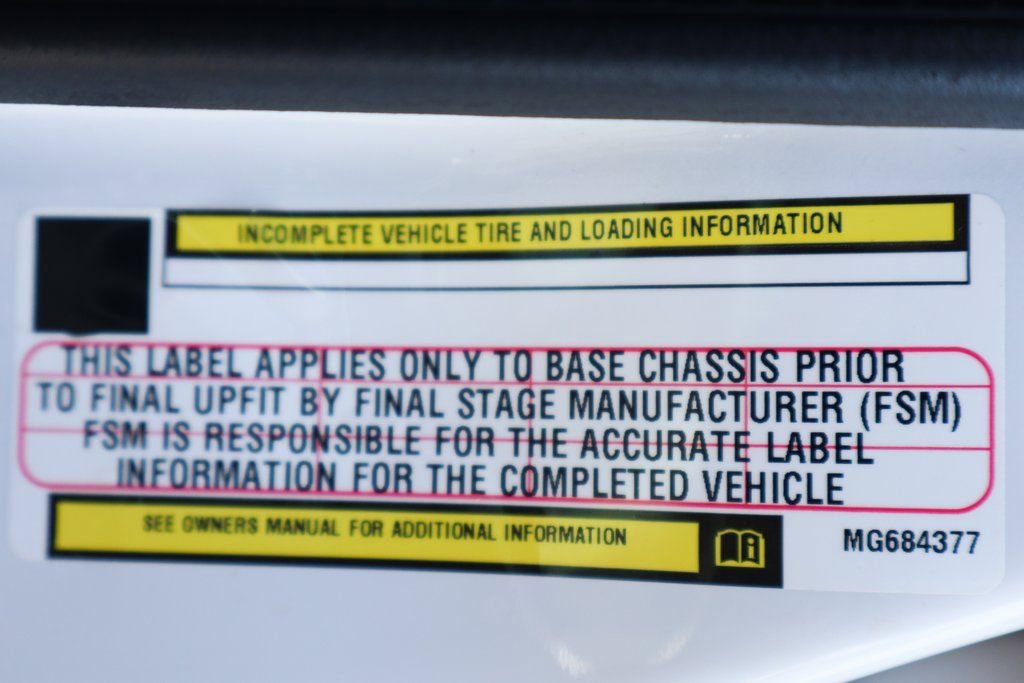 INCOMPLETE VEHICLE TIRE AND LOADING INFORMATION
THIS LABEL APPLIES ONLY TO BASE CHASSIS PRIOR
TO FINAL UPFIT BY FINAL STAGE MANUFACTURER (FSM)
FSM IS RESPONSIBLE FOR THE ACCURATE LABEL
INFORMATION FOR THE COMPLETED VEHICLE
SEE OWNERS MANUAL FOR ADDITIONAL INFORMATION
MG684377